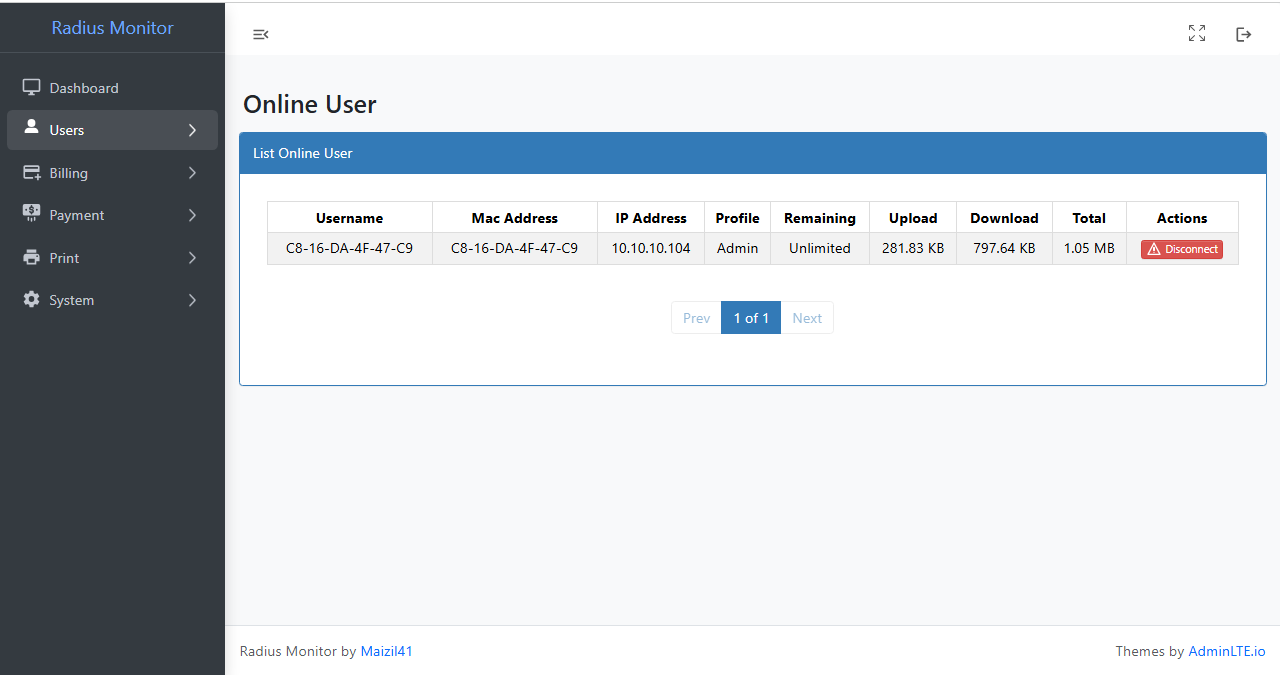 Radius Monitor
Dashboard
Users
Billing
Payment
Print
System
Online User
List Online User
Username Mac Address IP Address Profile Remaining Upload Download Total Actions
C8-16-DA-4F-47-C9 C8-16-DA-4F-47-C9 10.10.10.104 Admin Unlimited 281.83 KB 797.64 KB 1.05 MB Disconnect
Prev 1 of 1 Next
Radius Monitor by Maizil41 Themes by AdminLTE.io